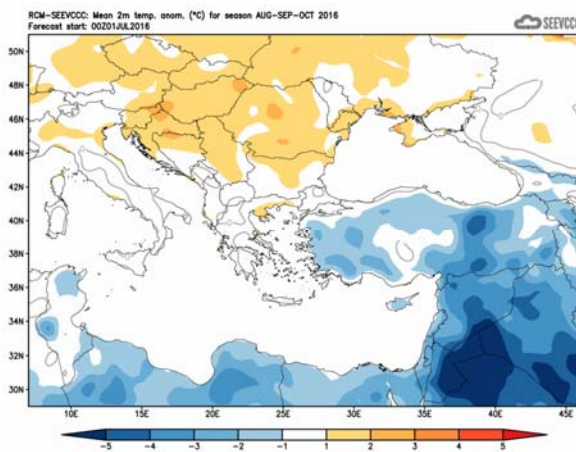 RCM-SEEVCCC: Mean 2m temp. anom. (°C) for season AUG-SEP-OCT 2016
Forecast start: 00Z01JUL2016
SEEVCCC
50N
48N
46N
44N
42N
40N
38N
36N
34N
32N
30N
10E 15E 20E 25E 30E 35E 40E 45E
-5 -4 -3 -2 -1 1 2 3 4 5